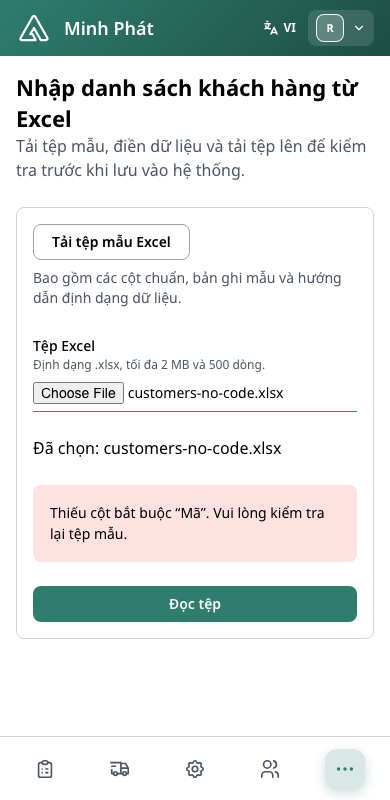 Minh Phát
VI
R
Nhập danh sách khách hàng từ
Excel
Tải tệp mẫu, điền dữ liệu và tải tệp lên để kiểm
tra trước khi lưu vào hệ thống.
Tải tệp mẫu Excel
Bao gồm các cột chuẩn, bản ghi mẫu và hướng
dẫn định dạng dữ liệu.
Tệp Excel
Định dạng .xlsx, tối đa 2 MB và 500 dòng.
Choose File customers-no-code.xlsx
Đã chọn: customers-no-code.xlsx
Thiếu cột bắt buộc “Mã”. Vui lòng kiểm tra
lại tệp mẫu.
Đọc tệp